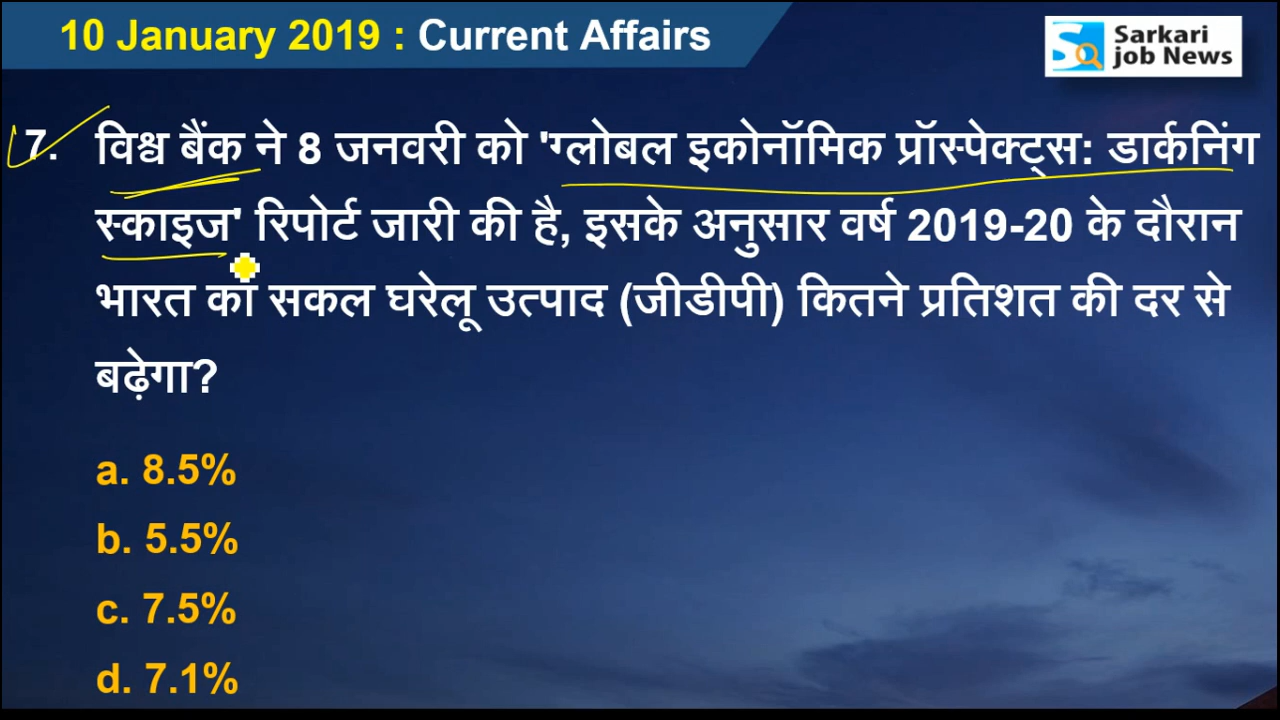 10 January 2019 : Current Affairs
Sarkari
job News
7. विश्व बैंक ने 8 जनवरी को 'ग्लोबल इकोनॉमिक प्रॉस्पेक्ट्स: डार्कनिंग
स्काइज' रिपोर्ट जारी की है, इसके अनुसार वर्ष 2019-20 के दौरान
भारत का सकल घरेलू उत्पाद (जीडीपी) कितने प्रतिशत की दर से
बढ़ेगा?
a. 8.5%
b. 5.5%
c. 7.5%
d. 7.1%